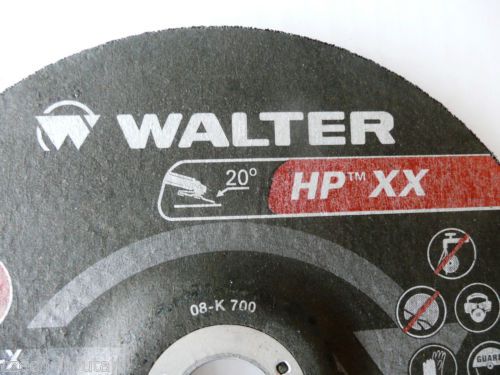 WALTER
20°
HP™ XX
08-K 700
GUARD
X